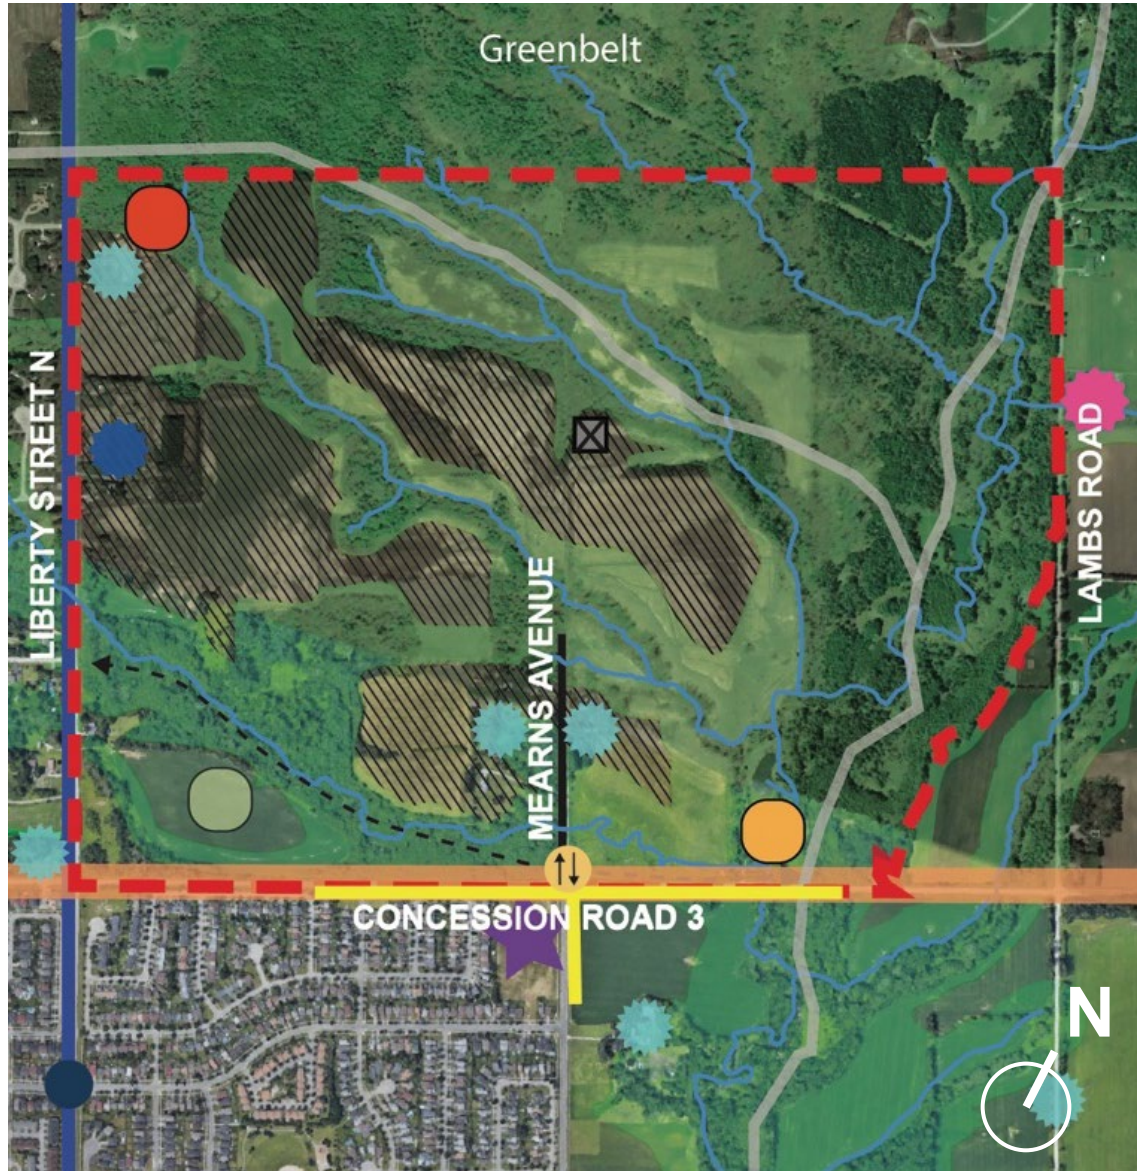 Greenbelt
LIBERTY STREET N
LAMBS ROAD
MEARNS AVENUE
CONCESSION ROAD 3
N